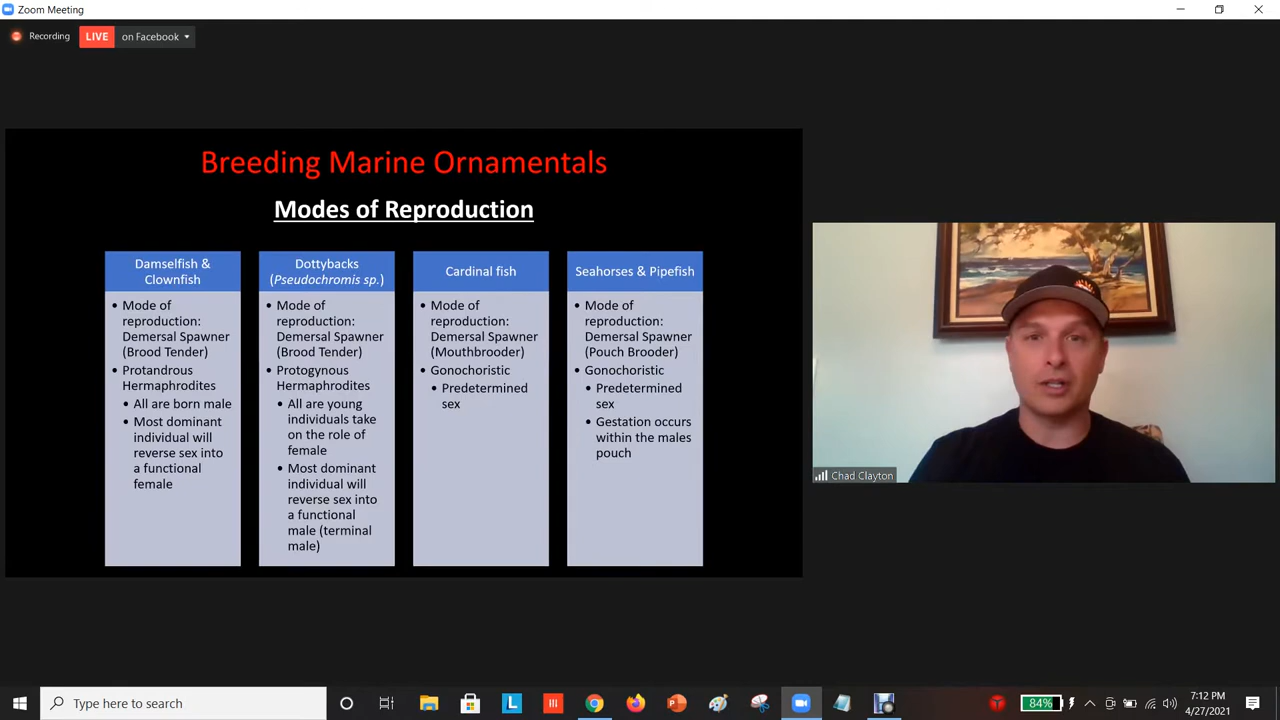 Zoom Meeting
Recording
LIVE
on Facebook
Breeding Marine Ornamentals
Modes of Reproduction
Damselfish &
Clownfish
• Mode of
reproduction:
Demersal Spawner
(Brood Tender)
• Protandrous
Hermaphrodites
• All are born male
• Most dominant
individual will
reverse sex into
a functional
female
Dottybacks
(Pseudochromis sp.)
• Mode of
reproduction:
Demersal Spawner
(Brood Tender)
• Protogynous
Hermaphrodites
• All are young
individuals take
on the role of
female
• Most dominant
individual will
reverse sex into
a functional
male (terminal
male)
Cardinal fish
• Mode of
reproduction:
Demersal Spawner
(Mouthbrooder)
• Gonochoristic
• Predetermined
sex
Seahorses & Pipefish
• Mode of
reproduction:
Demersal Spawner
(Pouch Brooder)
• Gonochoristic
• Predetermined
sex
• Gestation occurs
within the males
pouch
Chad Clayton
Type here to search
84%
7:12 PM
4/27/2021